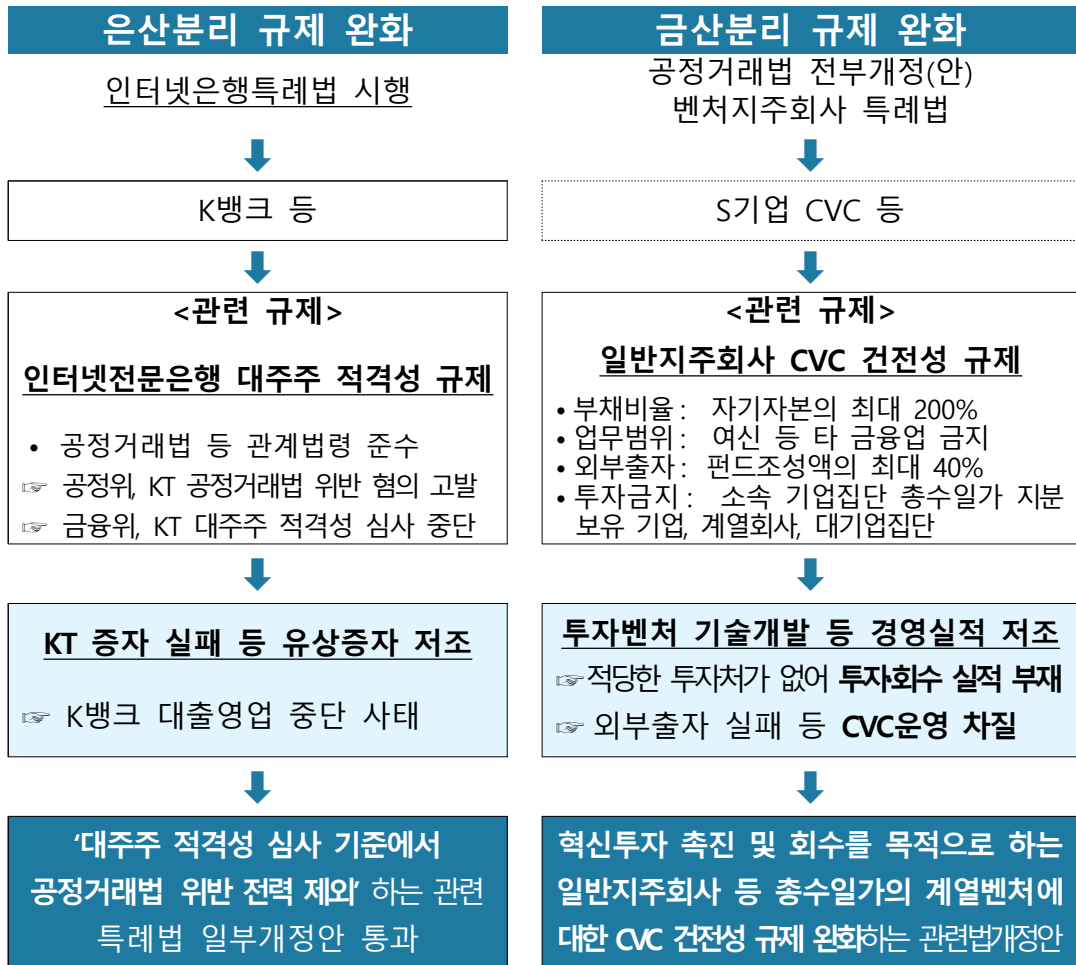 은산분리 규제 완화
인터넷은행특례법 시행
K뱅크 등
<관련 규제>
인터넷전문은행 대주주 적격성 규제
• 공정거래법 등 관계법령 준수
☞ 공정위, KT 공정거래법 위반 혐의 고발
☞ 금융위, KT 대주주 적격성 심사 중단
KT 증자 실패 등 유상증자 저조
☞ K뱅크 대출영업 중단 사태
‘대주주 적격성 심사 기준에서
공정거래법 위반 전력 제외’ 하는 관련
특례법 일부개정안 통과
금산분리 규제 완화
공정거래법 전부개정(안)
벤처지주회사 특례법
S기업 CVC 등
<관련 규제>
일반지주회사 CVC 건전성 규제
• 부채비율 : 자기자본의 최대 200%
• 업무범위 : 여신 등 타 금융업 금지
• 외부출자 : 펀드조성액의 최대 40%
• 투자금지 : 소속 기업집단 총수일가 지분
보유 기업, 계열회사, 대기업집단
투자벤처 기술개발 등 경영실적 저조
☞적당한 투자처가 없어 투자·회수 실적 부재
☞ 외부출자 실패 등 CVC운영 차질
혁신투자 촉진 및 회수를 목적으로 하는
일반지주회사 등 총수일가의 계열벤처에
대한 CVC 건전성 규제 완화하는 관련법개정안